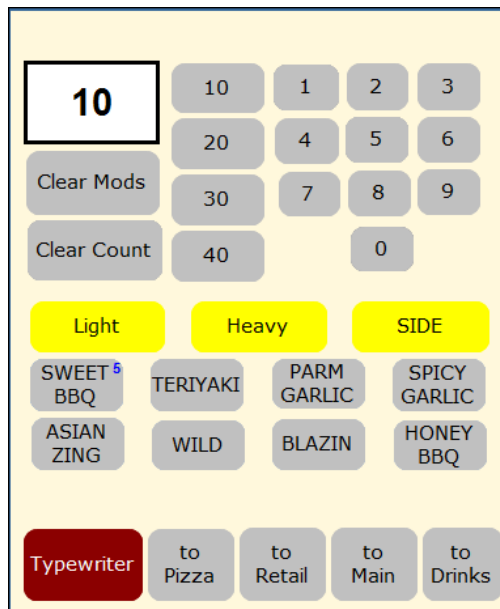 10
10 1 2 3
Clear Mods
20 4 5 6
30 7 8 9
Clear Count
40 0
Light Heavy SIDE
SWEET 5
BBQ
TERIYAKI
PARM
GARLIC
SPICY
GARLIC
ASIAN
ZING
WILD
BLAZIN
HONEY
BBQ
Typewriter
to
Pizza
to
Retail
to
Main
to
Drinks